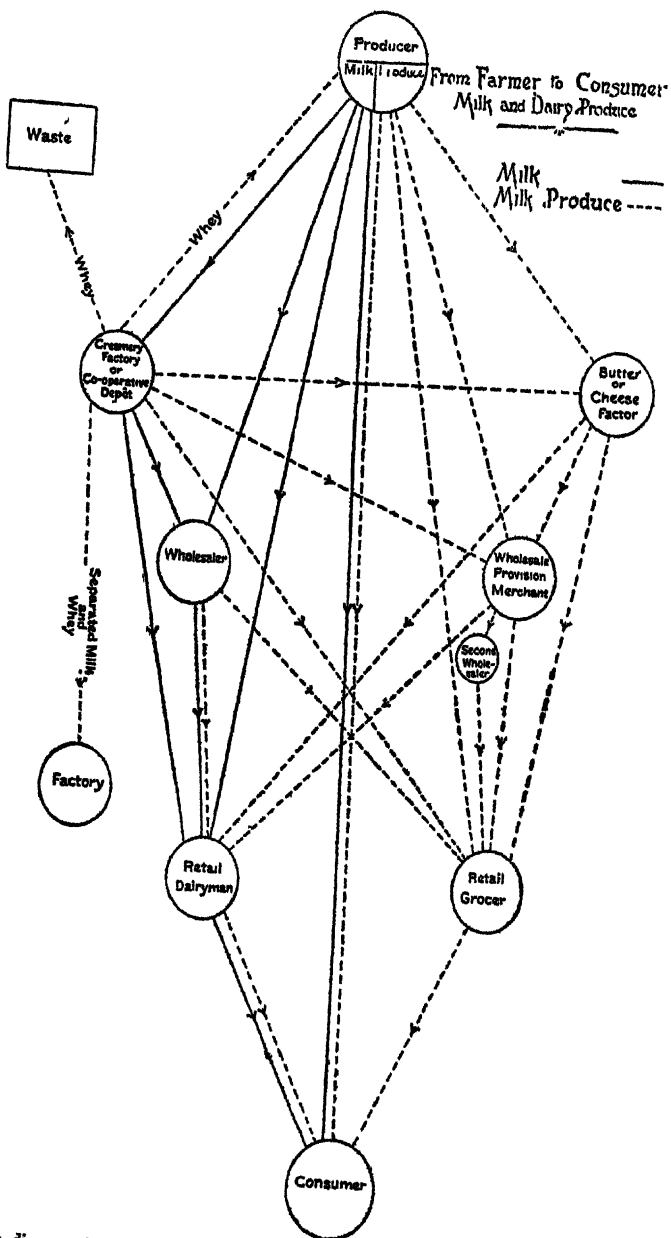 Producer
Milk Produce
From Farmer to Consumer
Milk and Dairy Produce
Milk
Milk Produce
Waste
Whey
Whey
Creamery
Factory
or
Co-operative
Depôt
Butter
or
Cheese
Factor
Wholesaler
Wholesale
Provision
Merchant
Second
Whole-
saler
Separated Milk
and
Whey
Factory
Retail
Dairyman
Retail
Grocer
Consumer